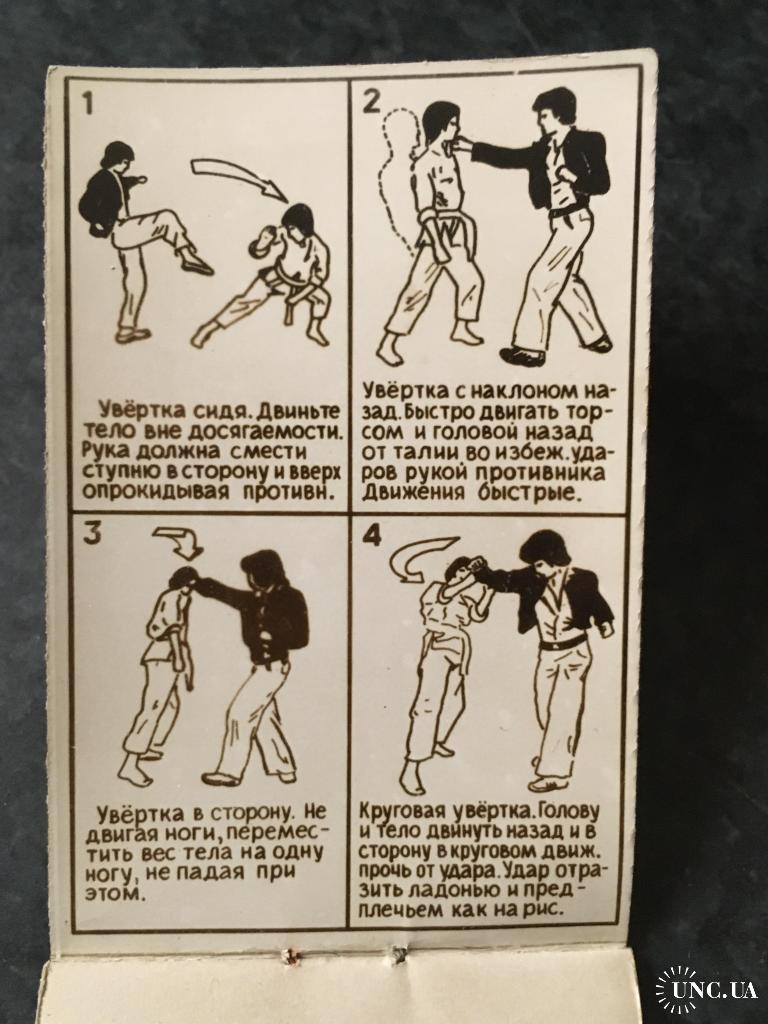 1
Увёртка сидя. Двиньте
тело вне досягаемости.
Рука должна смести
ступню в сторону и вверх
опрокидывая противн.
2
Увёртка с наклоном на-
зад. Быстро двигать тор-
сом и головой назад
от талии во избеж. уда-
ров рукой противника
Движения быстрые.
3
Увёртка в сторону. Не
двигая ноги, перемес-
тить вес тела на одну
ногу, не падая при
этом.
4
Круговая увёртка. Голову
и тело двинуть назад и в
сторону в круговом движ.
прочь от удара. Удар отра-
зить ладонью и пред-
плечьем как на рис.
UNC.UA